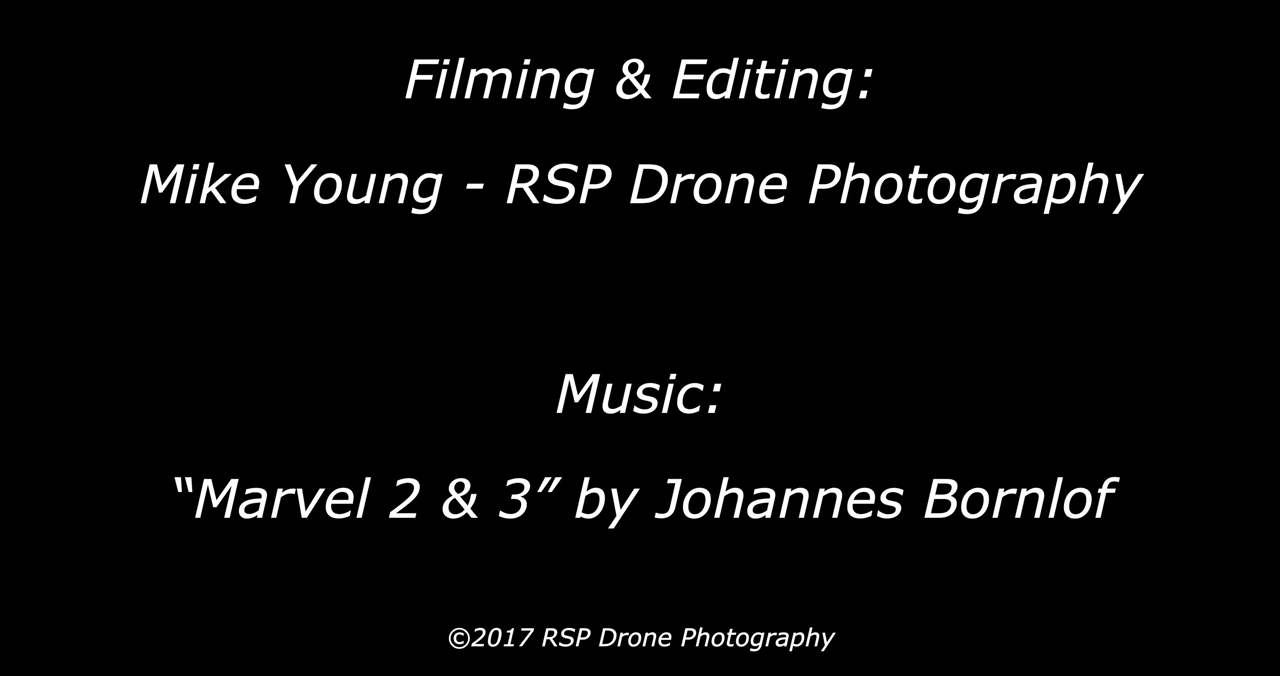 Filming & Editing:
Mike Young - RSP Drone Photography
Music:
“Marvel 2 & 3” by Johannes Bornlof
©2017 RSP Drone Photography